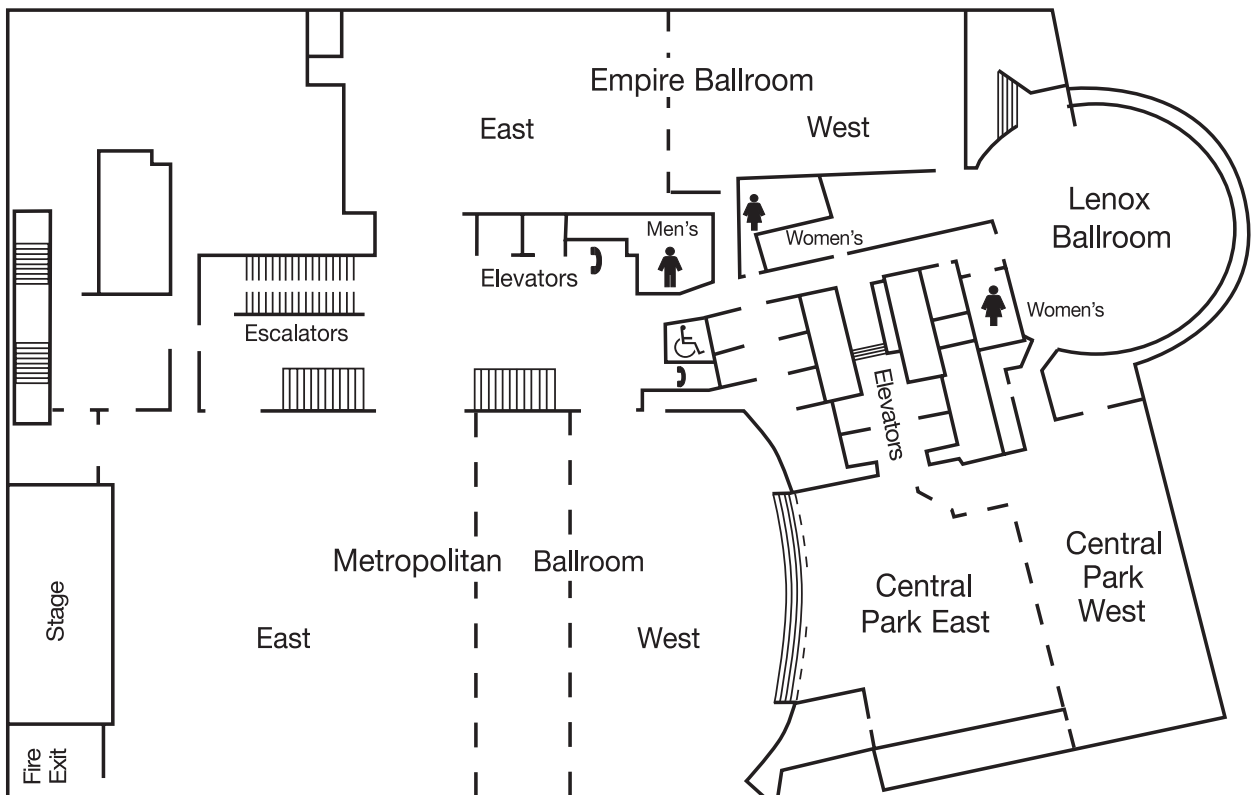 Empire Ballroom
East
West
Lenox
Ballroom
Men's
Women's
Elevators
Women's
Escalators
Elevators
Metropolitan
Ballroom
East
West
Central
Park East
Central
Park
West
Stage
Fire
Exit